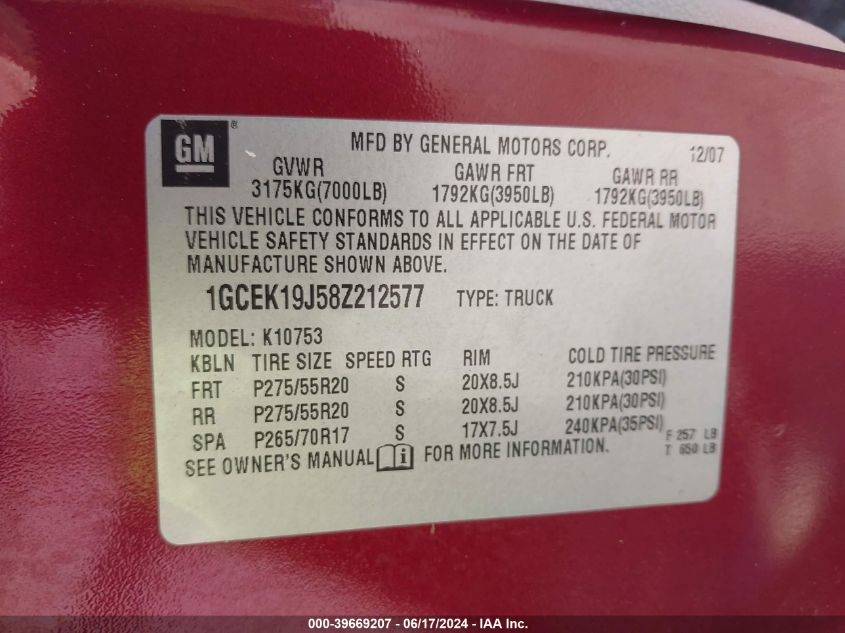 GM®
MFD BY GENERAL MOTORS CORP. 12/07
GVWR GAWR FRT GAWR RR
3175KG(7000LB) 1792KG(3950LB) 1792KG(3950LB)
THIS VEHICLE CONFORMS TO ALL APPLICABLE U.S. FEDERAL MOTOR
VEHICLE SAFETY STANDARDS IN EFFECT ON THE DATE OF
MANUFACTURE SHOWN ABOVE.
1GCEK19J58Z212577 TYPE: TRUCK
MODEL: K10753
KBLN TIRE SIZE SPEED RTG RIM COLD TIRE PRESSURE
FRT P275/55R20 S 20X8.5J 210KPA(30PSI)
RR P275/55R20 S 20X8.5J 210KPA(30PSI)
SPA P265/70R17 S 17X7.5J 240KPA(35PSI) F 257 LB
SEE OWNER'S MANUAL i FOR MORE INFORMATION. T 650 LB
000-39669207 - 06/17/2024 - IAA Inc.